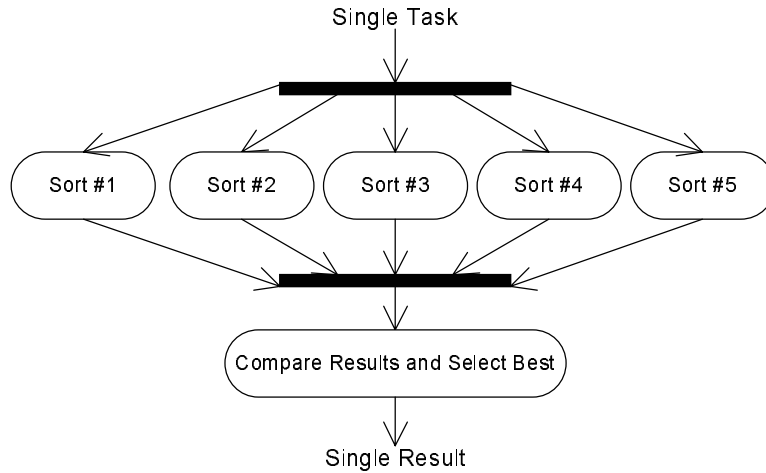 Single Task
Sort #1
Sort #2
Sort #3
Sort #4
Sort #5
Compare Results and Select Best
Single Result